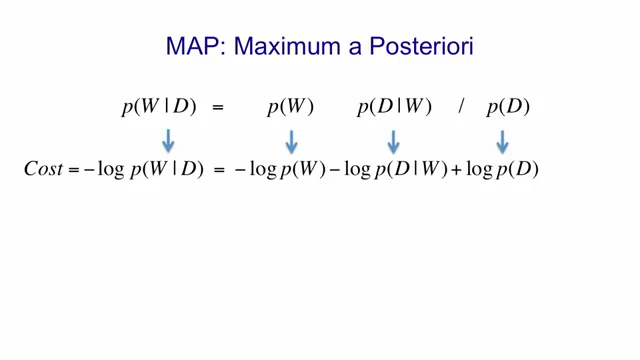 MAP: Maximum a Posteriori
p(W | D) = p(W) p(D | W) / p(D)
Cost = − log p(W | D) = − log p(W) − log p(D | W) + log p(D)